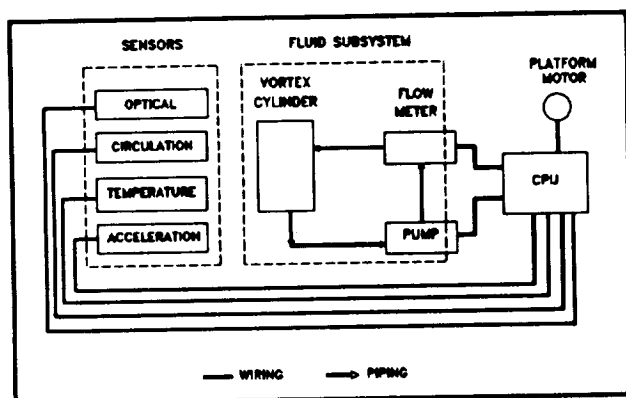 SENSORS
FLUID SUBSYSTEM
PLATFORM
MOTOR
VORTEX
CYLINDER
FLOW
METER
OPTICAL
CIRCULATION
TEMPERATURE
ACCELERATION
PUMP
CPU
WIRING
PIPING